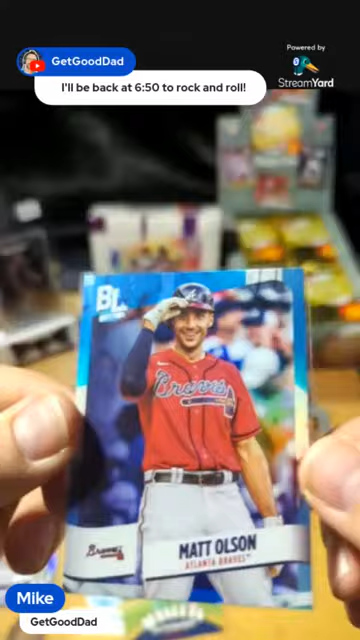 Powered by
StreamYard
GetGoodDad
I'll be back at 6:50 to rock and roll!
BL
Braves
Braves
MATT OLSON
ATLANTA BRAVES
Mike
GetGoodDad